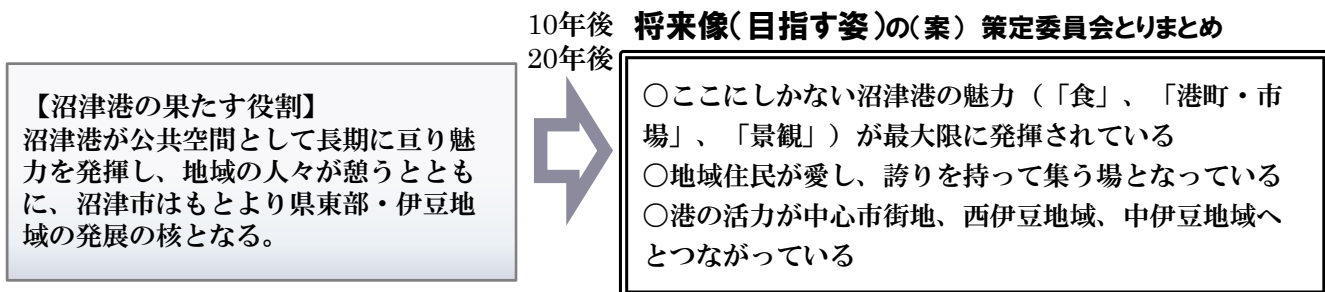 10年後
20年後
将来像(目指す姿)の(案) 策定委員会とりまとめ
【沼津港の果たす役割】
沼津港が公共空間として長期に亘り魅
力を発揮し、地域の人々が憩うととも
に、沼津市はもとより県東部・伊豆地
域の発展の核となる。
○ここにしかない沼津港の魅力(「食」、「港町・市
場」、「景観」)が最大限に発揮されている
○地域住民が愛し、誇りを持って集う場となっている
○港の活力が中心市街地、西伊豆地域、中伊豆地域へ
とつながっている